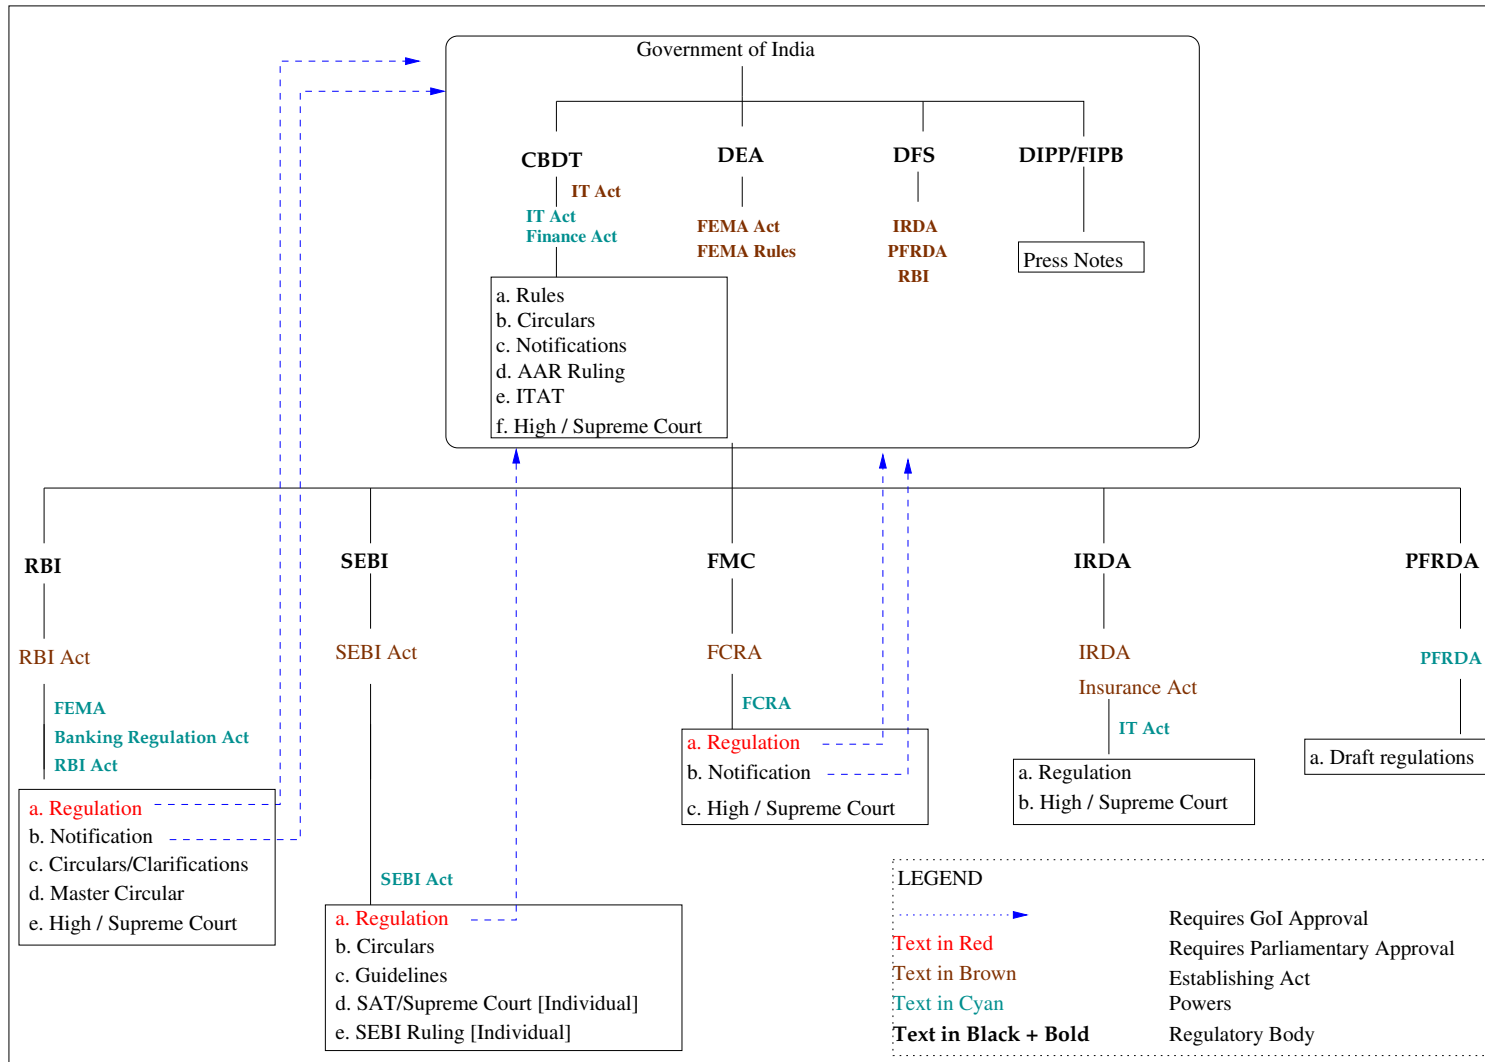 Government of India
CBDT
DEA
DFS
DIPP/FIPB
IT Act
IT Act
Finance Act
FEMA Act
FEMA Rules
IRDA
PFRDA
RBI
Press Notes
a. Rules
b. Circulars
c. Notifications
d. AAR Ruling
e. ITAT
f. High / Supreme Court
RBI
RBI Act
FEMA
Banking Regulation Act
RBI Act
a. Regulation
b. Notification
c. Circulars/Clarifications
d. Master Circular
e. High / Supreme Court
SEBI
SEBI Act
SEBI Act
a. Regulation
b. Circulars
c. Guidelines
d. SAT/Supreme Court [Individual]
e. SEBI Ruling [Individual]
FMC
FCRA
FCRA
a. Regulation
b. Notification
c. High / Supreme Court
IRDA
IRDA
Insurance Act
IT Act
a. Regulation
b. High / Supreme Court
PFRDA
PFRDA
a. Draft regulations
LEGEND
Requires GoI Approval
Text in Red Requires Parliamentary Approval
Text in Brown Establishing Act
Text in Cyan Powers
Text in Black + Bold Regulatory Body